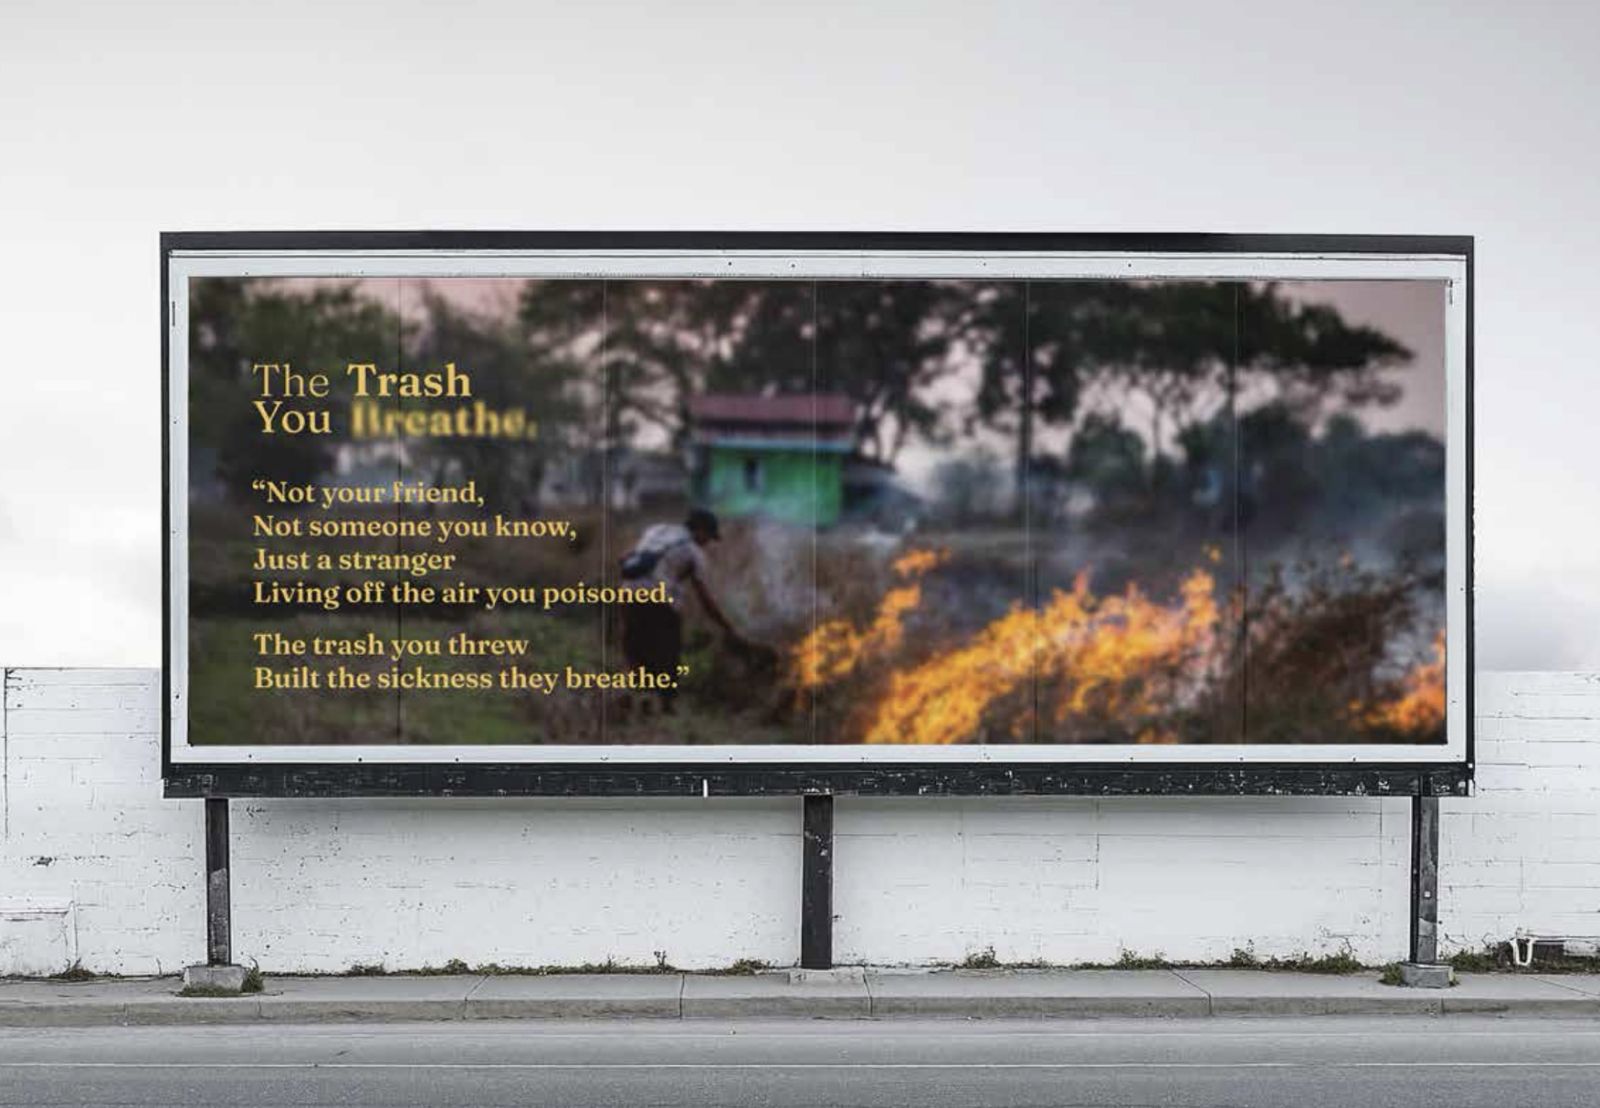 The Trash
You Breathe.
“Not your friend,
Not someone you know,
Just a stranger
Living off the air you poisoned.
The trash you threw
Built the sickness they breathe.”